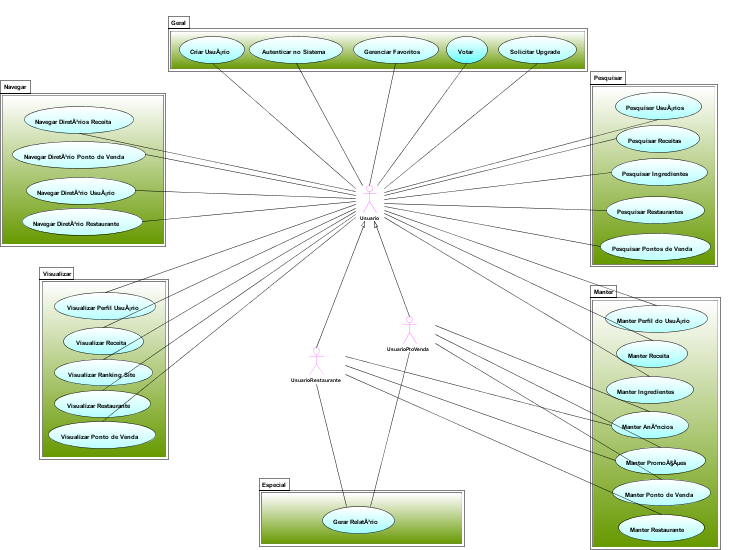 Geral
Criar UsuÃ¡rio
Autenticar no Sistema
Gerenciar Favoritos
Votar
Solicitar Upgrade
Navegar
Navegar DiretÃ³rios Receita
Navegar DiretÃ³rio Ponto de Venda
Navegar DiretÃ³rio UsuÃ¡rio
Navegar DiretÃ³rio Restaurante
Pesquisar
Pesquiser UsuÃ¡rios
Pesquisar Receitas
Pesquisar Ingredientes
Pesquisar Restaurantes
Pesquisar Pontos de Venda
Usuario
Visualizar
Visualizar Perfil UsuÃ¡rio
Visualizar Receita
Visualizar Ranking Site
Visualizar Restaurante
Visualizar Ponto de Venda
UsuarioPtoVenda
UsuarioRestaurante
Manter
Manter Perfil do UsuÃ¡rio
Manter Receita
Manter Ingredientes
Manter AnÃºncios
Manter PromoÃ§Ãµes
Manter Ponto de Venda
Manter Restaurante
Especial
Gerar RelatÃ³rio